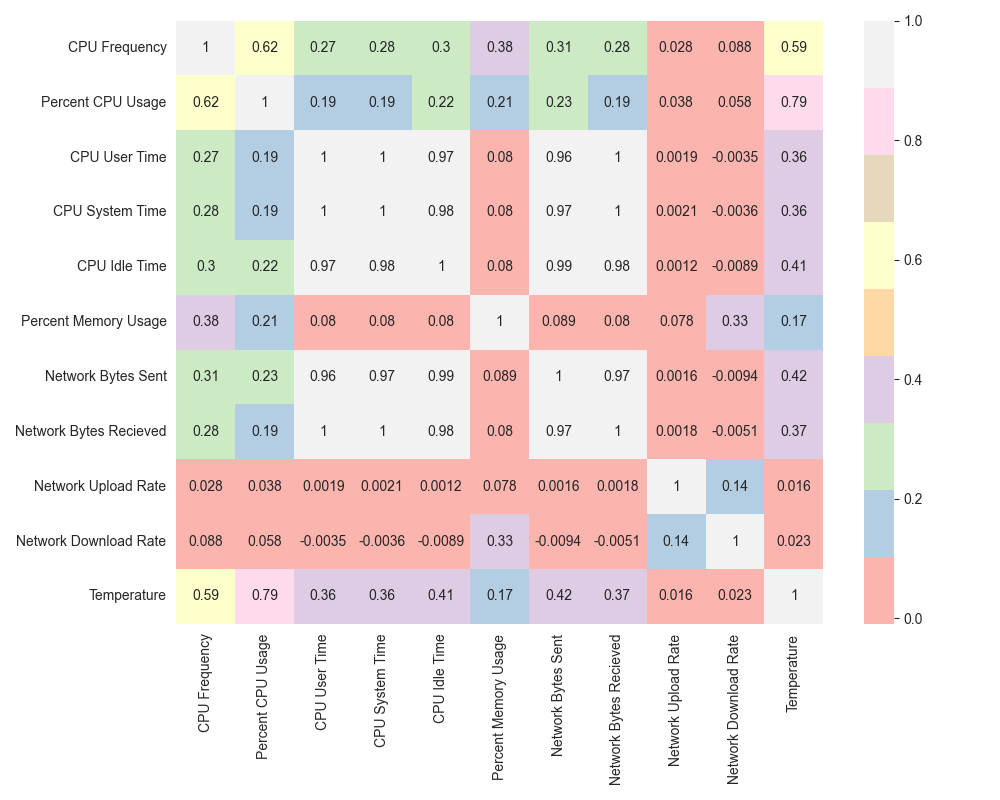 CPU Frequency 1 0.62 0.27 0.28 0.3 0.38 0.31 0.28 0.028 0.088 0.59
Percent CPU Usage 0.62 1 0.19 0.19 0.22 0.21 0.23 0.19 0.038 0.058 0.79
CPU User Time 0.27 0.19 1 1 0.97 0.08 0.96 1 0.0019 -0.0035 0.36
CPU System Time 0.28 0.19 1 1 0.98 0.08 0.97 1 0.0021 -0.0036 0.36
CPU Idle Time 0.3 0.22 0.97 0.98 1 0.08 0.99 0.98 0.0012 -0.0089 0.41
Percent Memory Usage 0.38 0.21 0.08 0.08 0.08 1 0.089 0.08 0.078 0.33 0.17
Network Bytes Sent 0.31 0.23 0.96 0.97 0.99 0.089 1 0.97 0.0016 -0.0094 0.42
Network Bytes Recieved 0.28 0.19 1 1 0.98 0.08 0.97 1 0.0018 -0.0051 0.37
Network Upload Rate 0.028 0.038 0.0019 0.0021 0.0012 0.078 0.0016 0.0018 1 0.14 0.016
Network Download Rate 0.088 0.058 -0.0035 -0.0036 -0.0089 0.33 -0.0094 -0.0051 0.14 1 0.023
Temperature 0.59 0.79 0.36 0.36 0.41 0.17 0.42 0.37 0.016 0.023 1
CPU Frequency
Percent CPU Usage
CPU User Time
CPU System Time
CPU Idle Time
Percent Memory Usage
Network Bytes Sent
Network Bytes Recieved
Network Upload Rate
Network Download Rate
Temperature
1.0
0.8
0.6
0.4
0.2
0.0